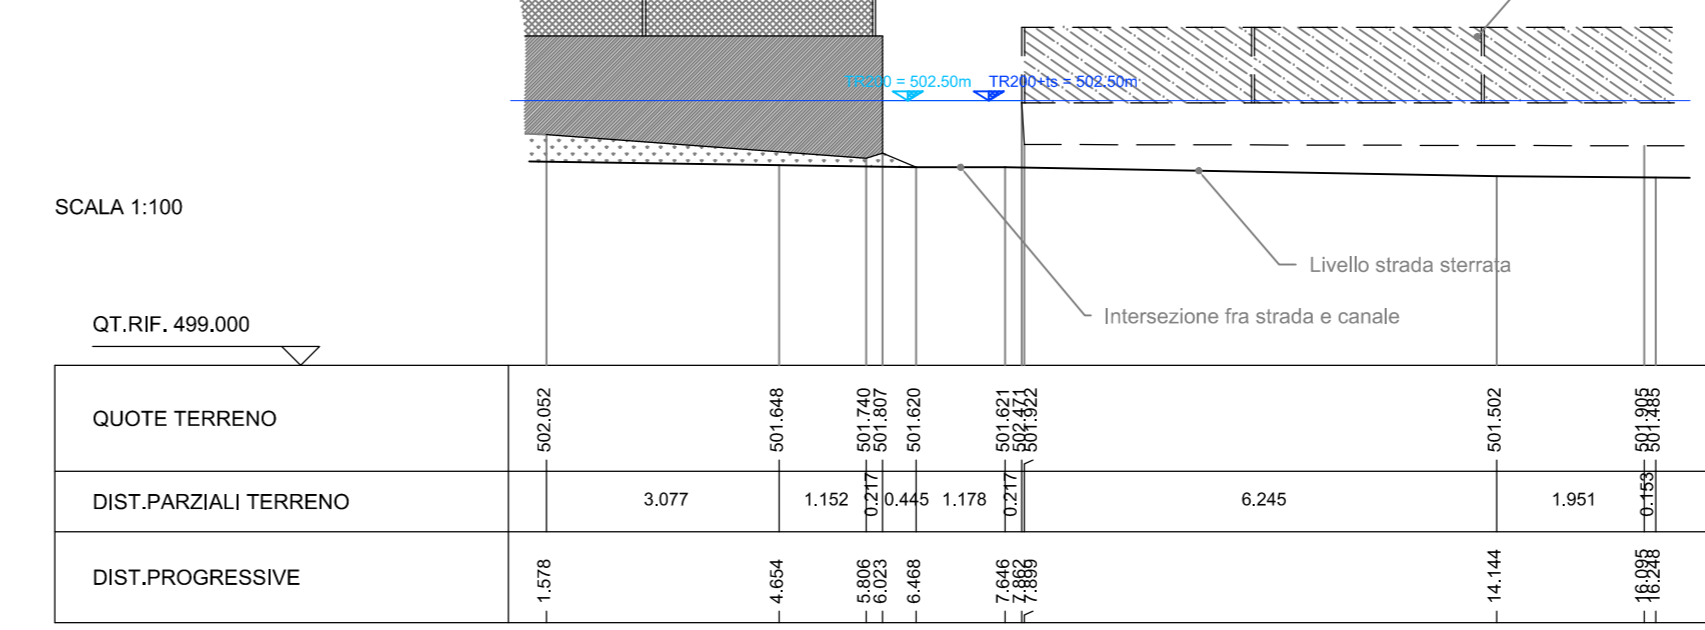 TR200 = 502.50m TR200+ts = 502.50m
SCALA 1:100
Livello strada sterrata
Intersezione fra strada e canale
QT.RIF. 499.000
QUOTE TERRENO 502.052 501.648 501.740 501.807 501.620 501.621 502.471 501.922 501.502 501.905 501.485
DIST.PARZIALI TERRENO 3.077 1.152 0.217 0.445 1.178 0.217 6.245 1.951 0.153
DIST.PROGRESSIVE 1.578 4.654 5.806 6.023 6.468 7.646 7.862 7.899 14.144 16.095 16.248